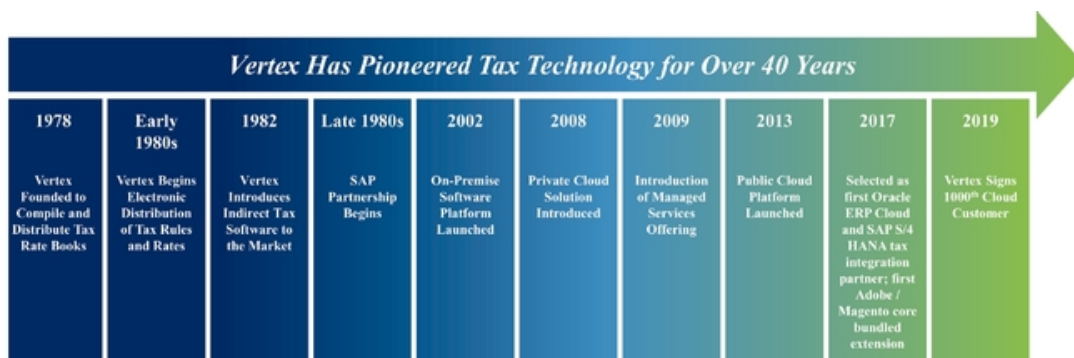 Vertex Has Pioneered Tax Technology for Over 40 Years
1978
Vertex
Founded to
Compile and
Distribute Tax
Rate Books
Early
1980s
Vertex Begins
Electronic
Distribution
of Tax Rules
and Rates
1982
Vertex
Introduces
Indirect Tax
Software to
the Market
Late 1980s
SAP
Partnership
Begins
2002
On-Premise
Software
Platform
Launched
2008
Private Cloud
Solution
Introduced
2009
Introduction
of Managed
Services
Offering
2013
Public Cloud
Platform
Launched
2017
Selected as
first Oracle
ERP Cloud
and SAP S/4
HANA tax
integration
partner; first
Adobe /
Magento core
bundled
extension
2019
Vertex Signs
1000th Cloud
Customer